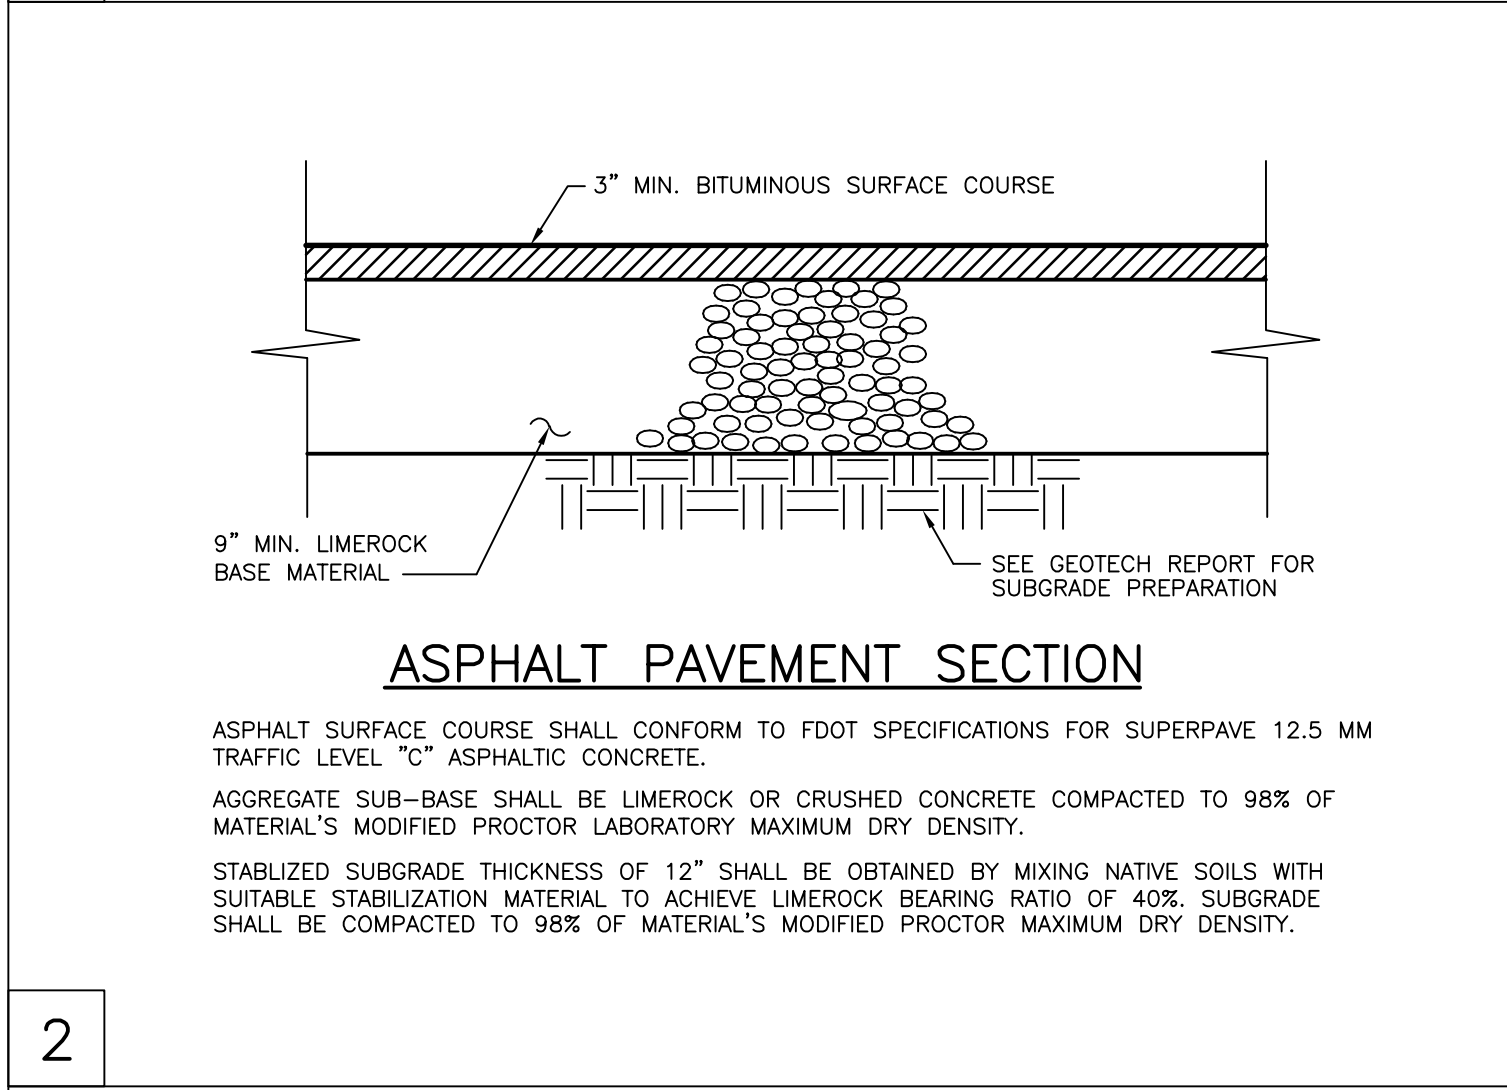 3" MIN. BITUMINOUS SURFACE COURSE
9" MIN. LIMEROCK
BASE MATERIAL
SEE GEOTECH REPORT FOR
SUBGRADE PREPARATION
ASPHALT PAVEMENT SECTION
ASPHALT SURFACE COURSE SHALL CONFORM TO FDOT SPECIFICATIONS FOR SUPERPAVE 12.5 MM
TRAFFIC LEVEL "C" ASPHALTIC CONCRETE.
AGGREGATE SUB-BASE SHALL BE LIMEROCK OR CRUSHED CONCRETE COMPACTED TO 98% OF
MATERIAL'S MODIFIED PROCTOR LABORATORY MAXIMUM DRY DENSITY.
STABLIZED SUBGRADE THICKNESS OF 12" SHALL BE OBTAINED BY MIXING NATIVE SOILS WITH
SUITABLE STABILIZATION MATERIAL TO ACHIEVE LIMEROCK BEARING RATIO OF 40%. SUBGRADE
SHALL BE COMPACTED TO 98% OF MATERIAL'S MODIFIED PROCTOR MAXIMUM DRY DENSITY.
2